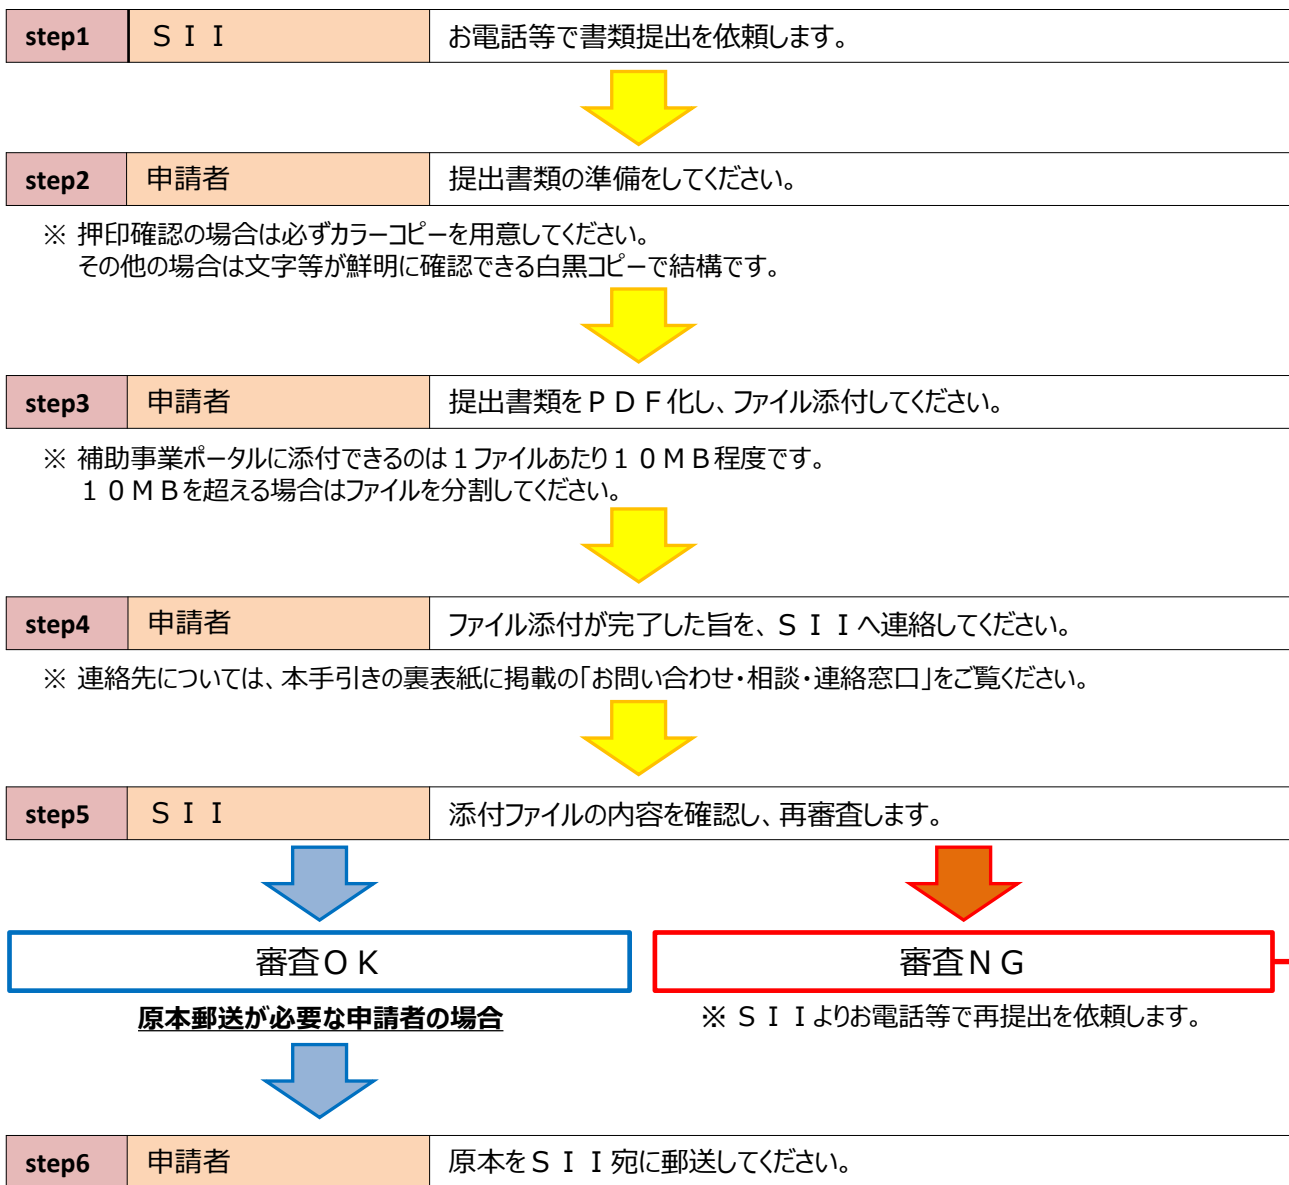 step1 ＳＩＩ お電話等で書類提出を依頼します。
step2 申請者 提出書類の準備をしてください。
※ 押印確認の場合は必ずカラーコピーを用意してください。
その他の場合は文字等が鮮明に確認できる白黒コピーで結構です。
step3 申請者 提出書類をＰＤＦ化し、ファイル添付してください。
※ 補助事業ポータルに添付できるのは１ファイルあたり１０ＭＢ程度です。
１０ＭＢを超える場合はファイルを分割してください。
step4 申請者 ファイル添付が完了した旨を、ＳＩＩへ連絡してください。
※ 連絡先については、本手引きの裏表紙に掲載の「お問い合わせ・相談・連絡窓口」をご覧ください。
step5 ＳＩＩ 添付ファイルの内容を確認し、再審査します。
審査ＯＫ
審査ＮＧ
原本郵送が必要な申請者の場合
※ ＳＩＩよりお電話等で再提出を依頼します。
step6 申請者 原本をＳＩＩ宛に郵送してください。